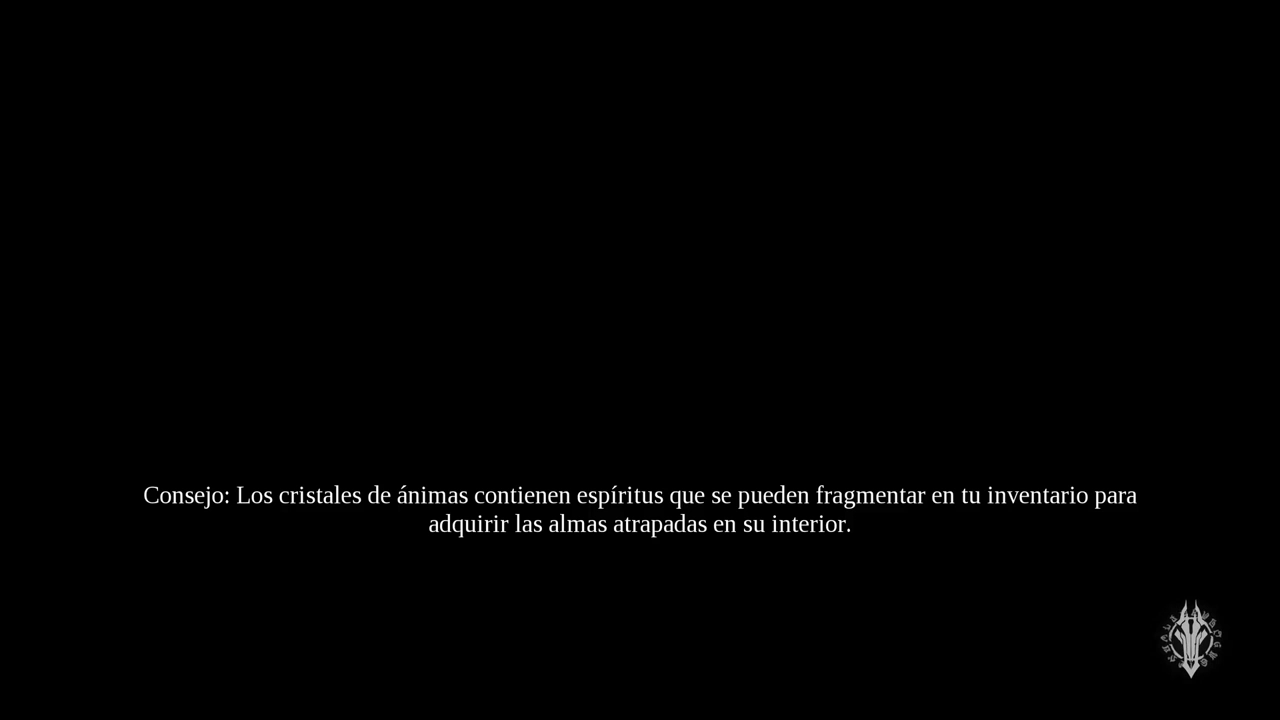 Consejo: Los cristales de ánimas contienen espíritus que se pueden fragmentar en tu inventario para
adquirir las almas atrapadas en su interior.